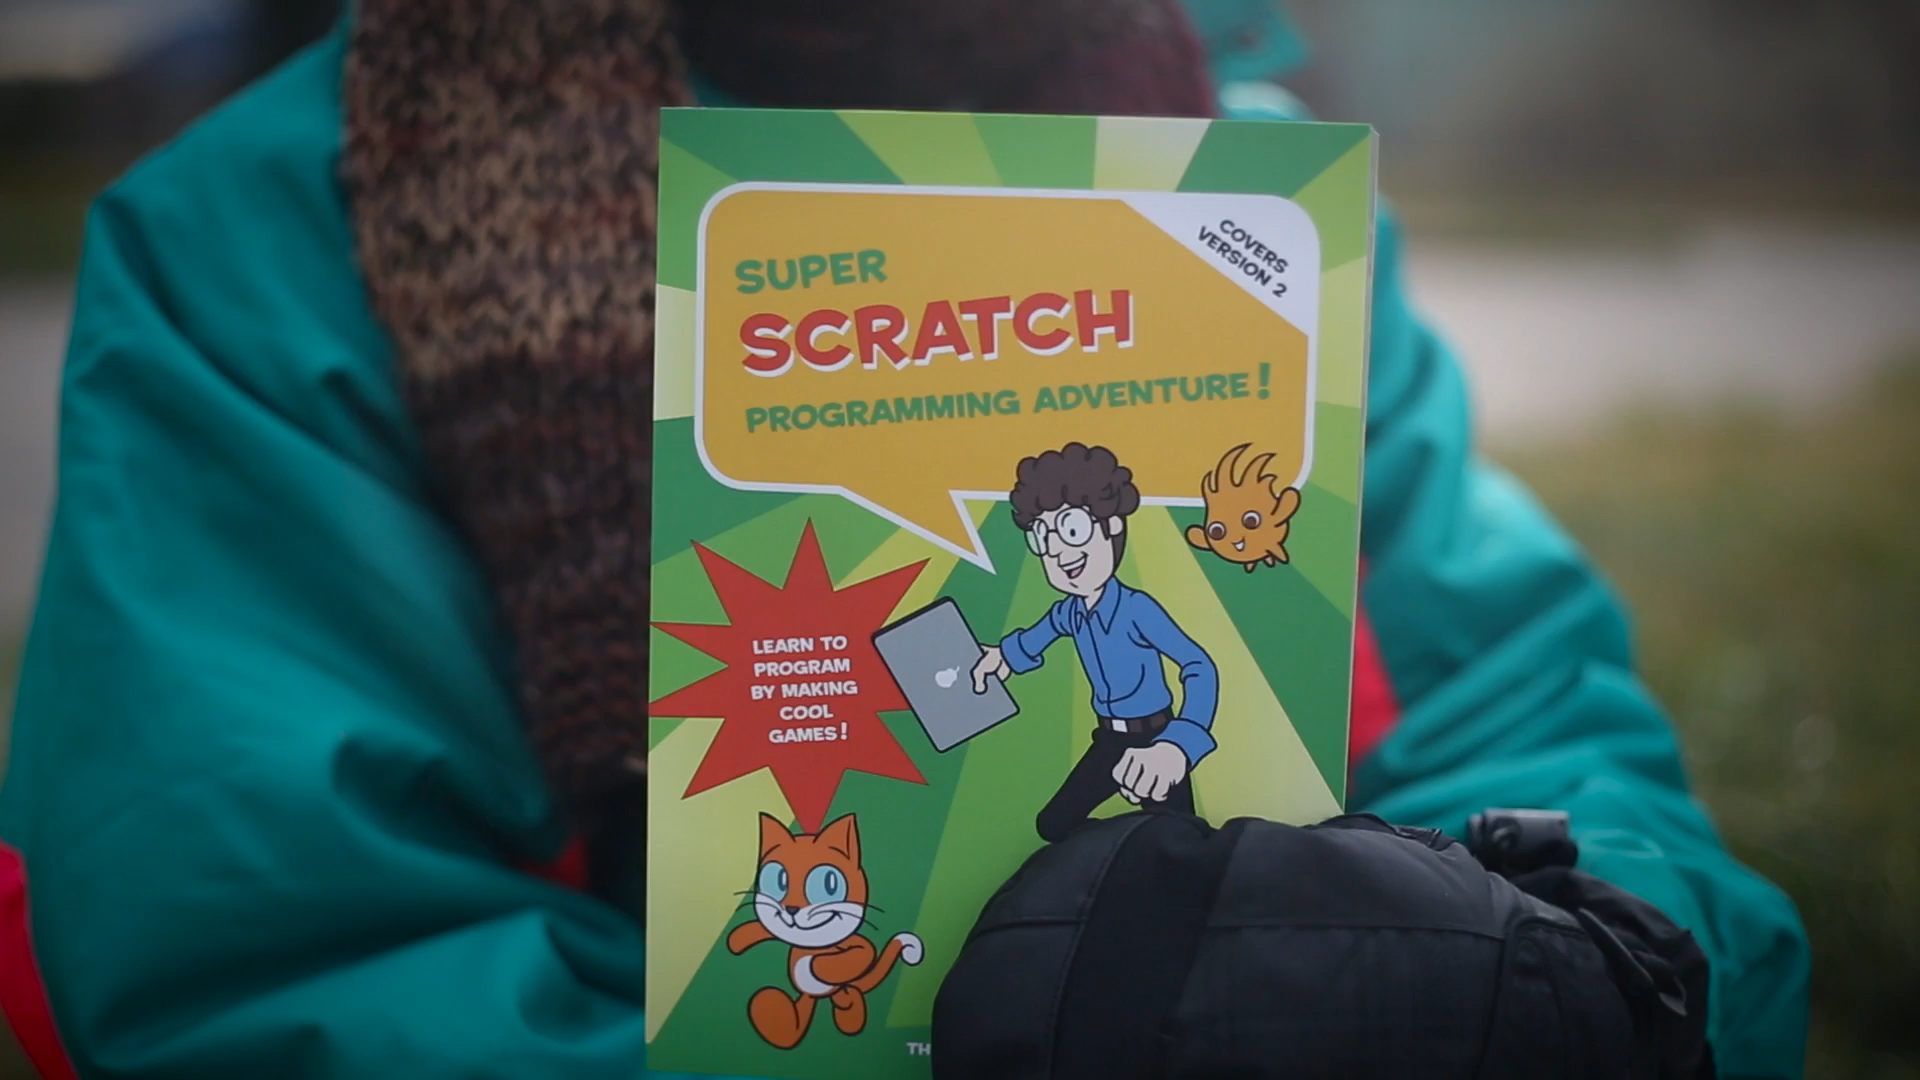 COVERS
VERSION 2
SUPER
SCRATCH
PROGRAMMING ADVENTURE!
LEARN TO
PROGRAM
BY MAKING
COOL
GAMES!